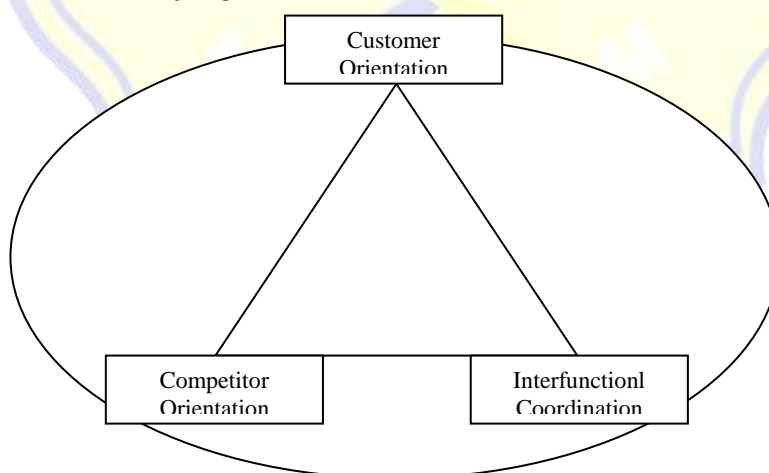 Customer
Orientation
Competitor
Orientation
Interfunctionl
Coordination